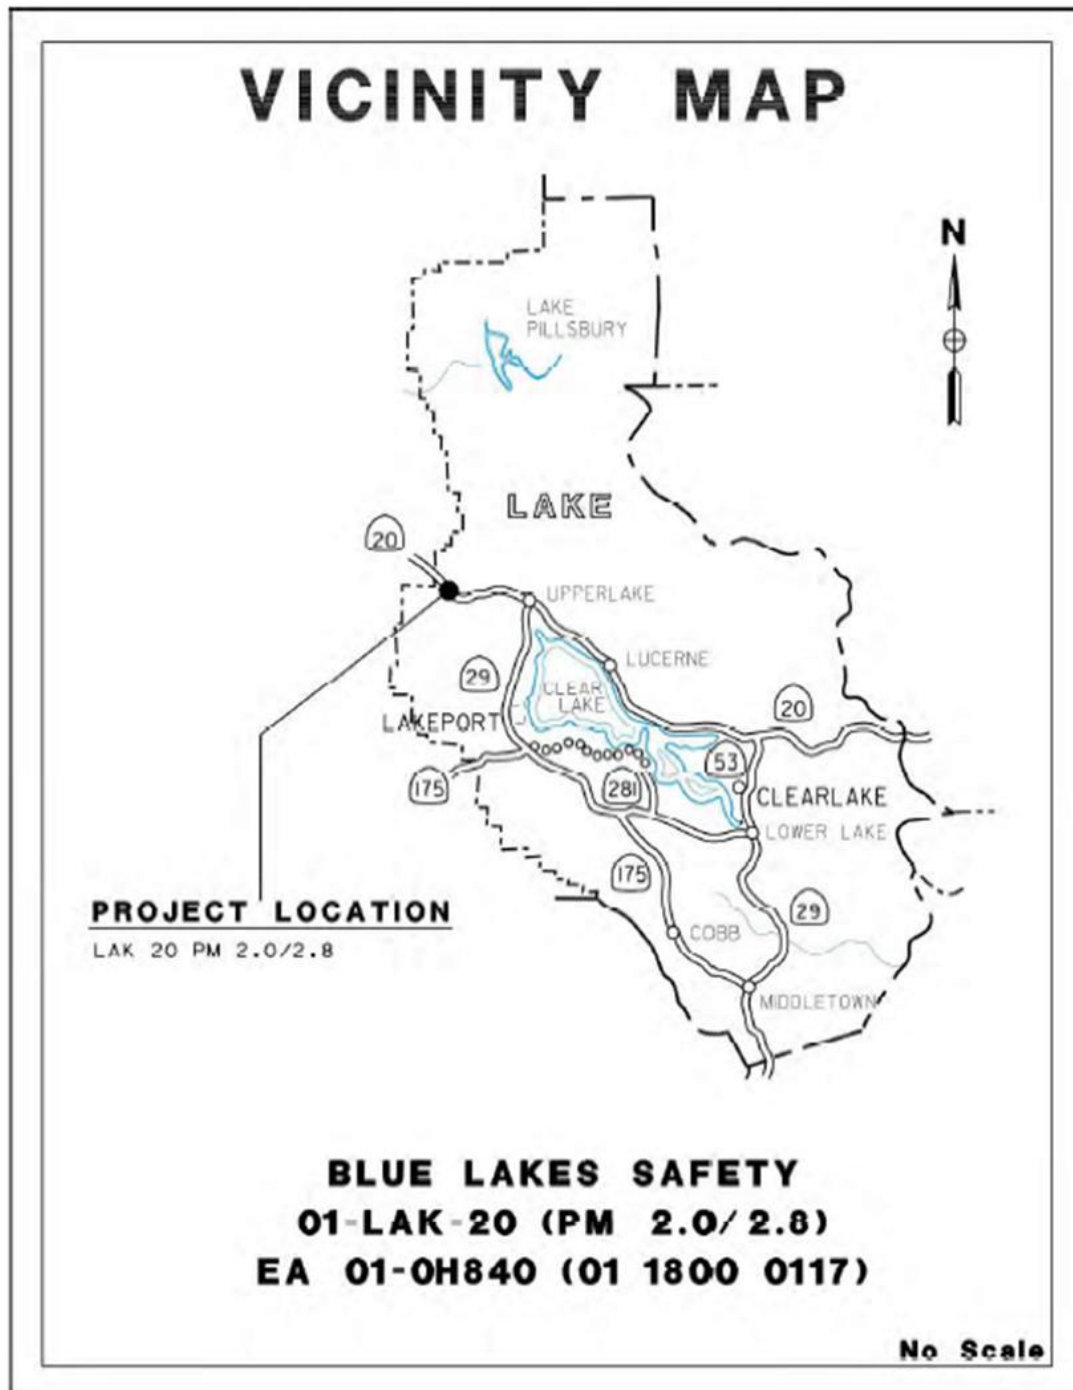 VICINITY MAP
N
LAKE
PILLSBURY
LAKE
20
UPPERLAKE
LUCERNE
29
CLEAR
LAKE
20
LAKEPORT
53
175
281
CLEARLAKE
LOWER LAKE
175
29
PROJECT LOCATION
COBB
LAK 20 PM 2.0/2.8
MIDDLETOWN
BLUE LAKES SAFETY
01-LAK-20 (PM 2.0/2.8)
EA 01-0H840 (01 1800 0117)
No Scale